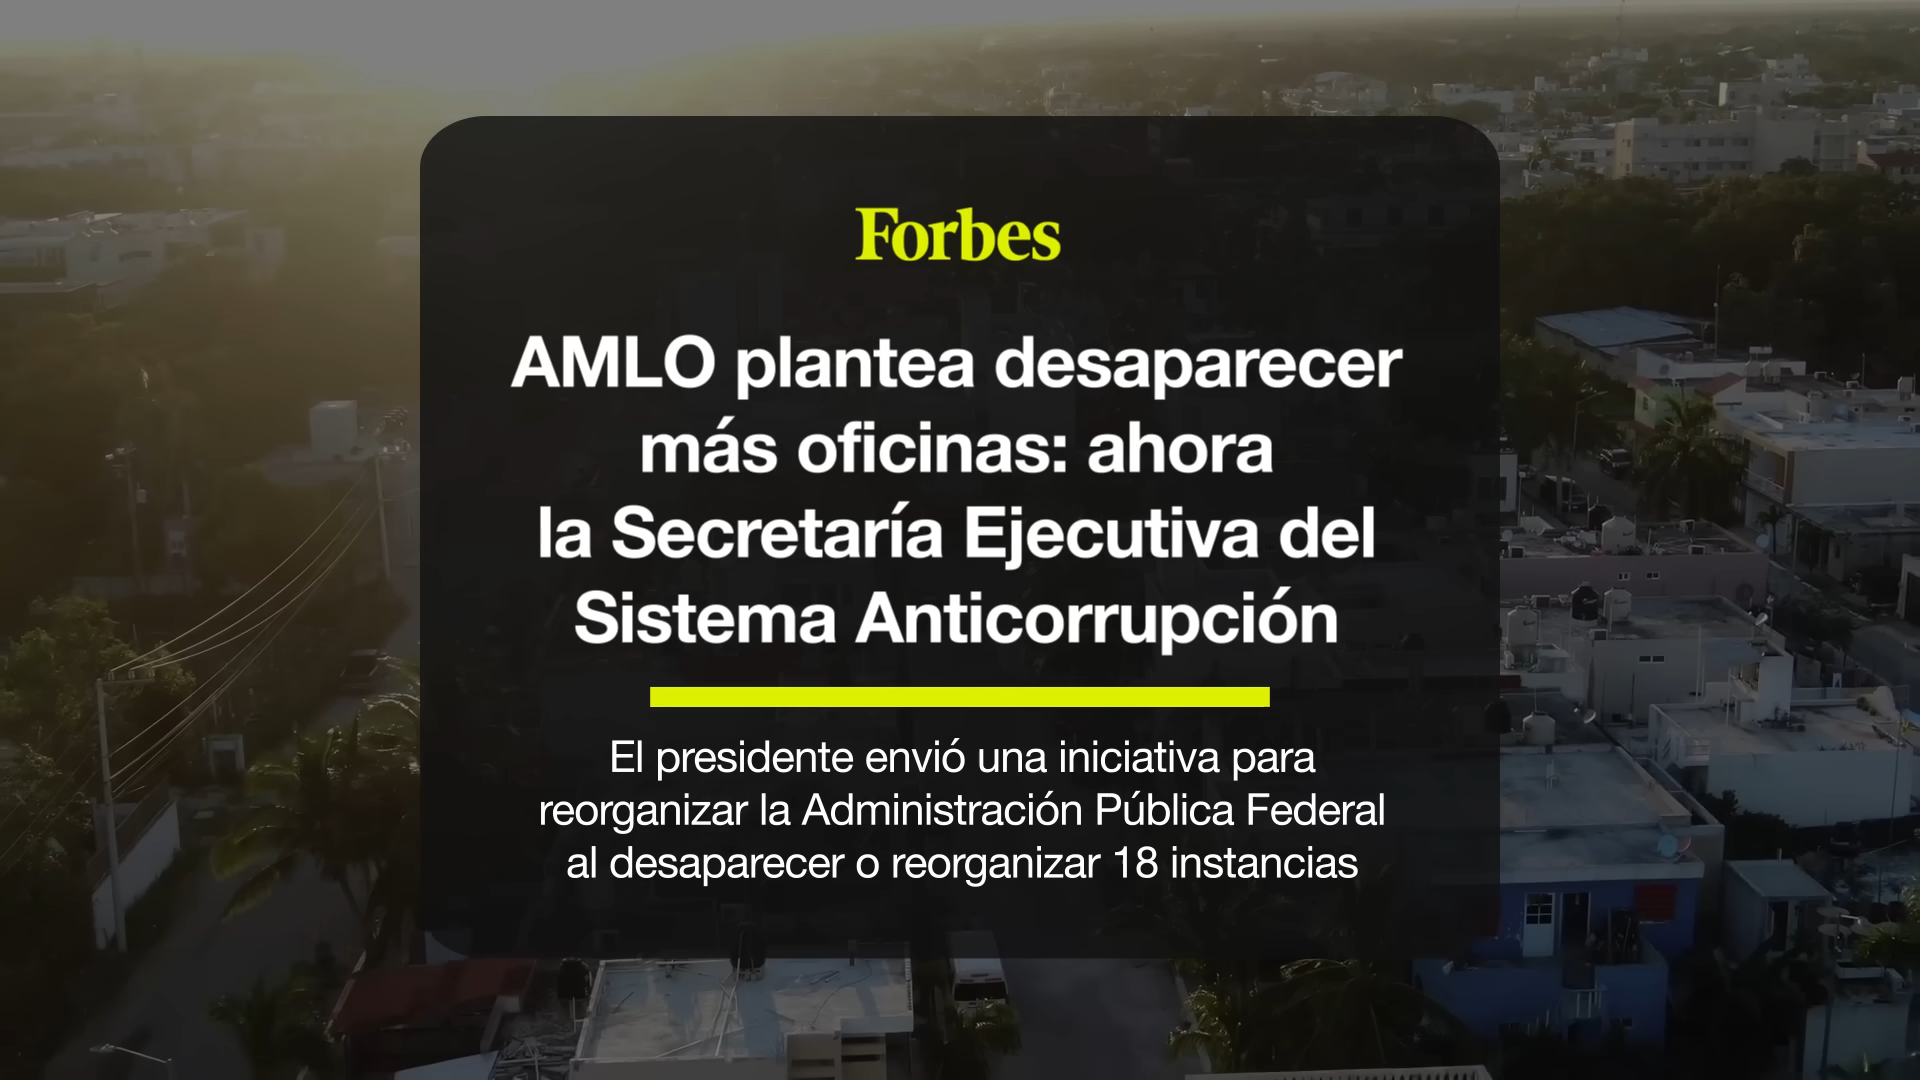 Forbes
AMLO plantea desaparecer
más oficinas: ahora
la Secretaría Ejecutiva del
Sistema Anticorrupción
El presidente envió una iniciativa para
reorganizar la Administración Pública Federal
al desaparecer o reorganizar 18 instancias